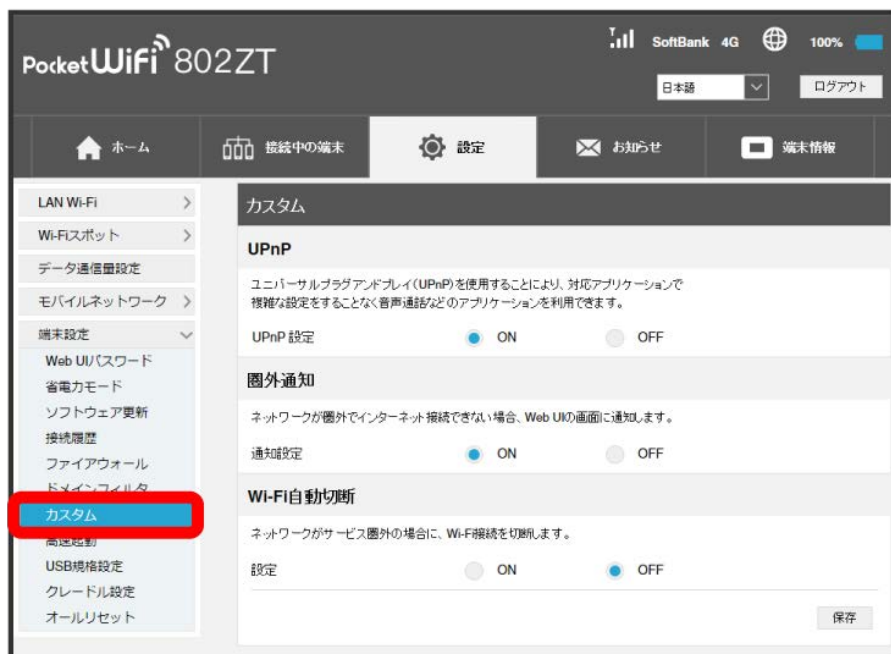 Pocket WiFi 802ZT
SoftBank 4G 100%
日本語 ログアウト
ホーム 接続中の端末 設定 お知らせ 端末情報
LAN Wi-Fi
Wi-Fiスポット
データ通信量設定
モバイルネットワーク
端末設定
Web UIパスワード
省電力モード
ソフトウェア更新
接続履歴
ファイアウォール
ドメインフィルタ
カスタム
高速起動
USB規格設定
クレードル設定
オールリセット
カスタム
UPnP
ユニバーサルプラグアンドプレイ(UPnP)を使用することにより、対応アプリケーションで
複雑な設定をすることなく音声通話などのアプリケーションを利用できます。
UPnP 設定 ON OFF
圏外通知
ネットワークが圏外でインターネット接続できない場合、Web UIの画面に通知します。
通知設定 ON OFF
Wi-Fi自動切断
ネットワークがサービス圏外の場合に、Wi-Fi接続を切断します。
設定 ON OFF
保存